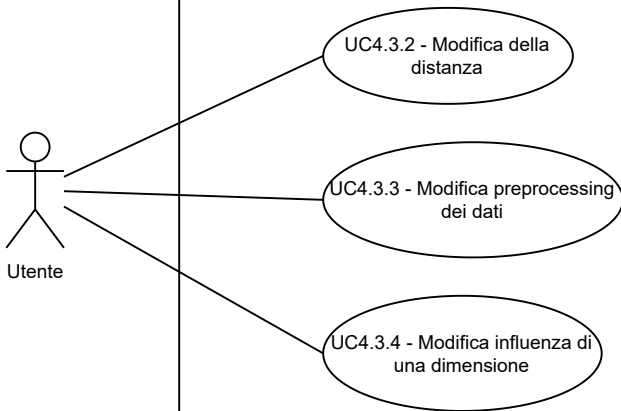 UC4.3.2 - Modifica della
distanza
UC4.3.3 - Modifica preprocessing
dei dati
Utente
UC4.3.4 - Modifica influenza di
una dimensione